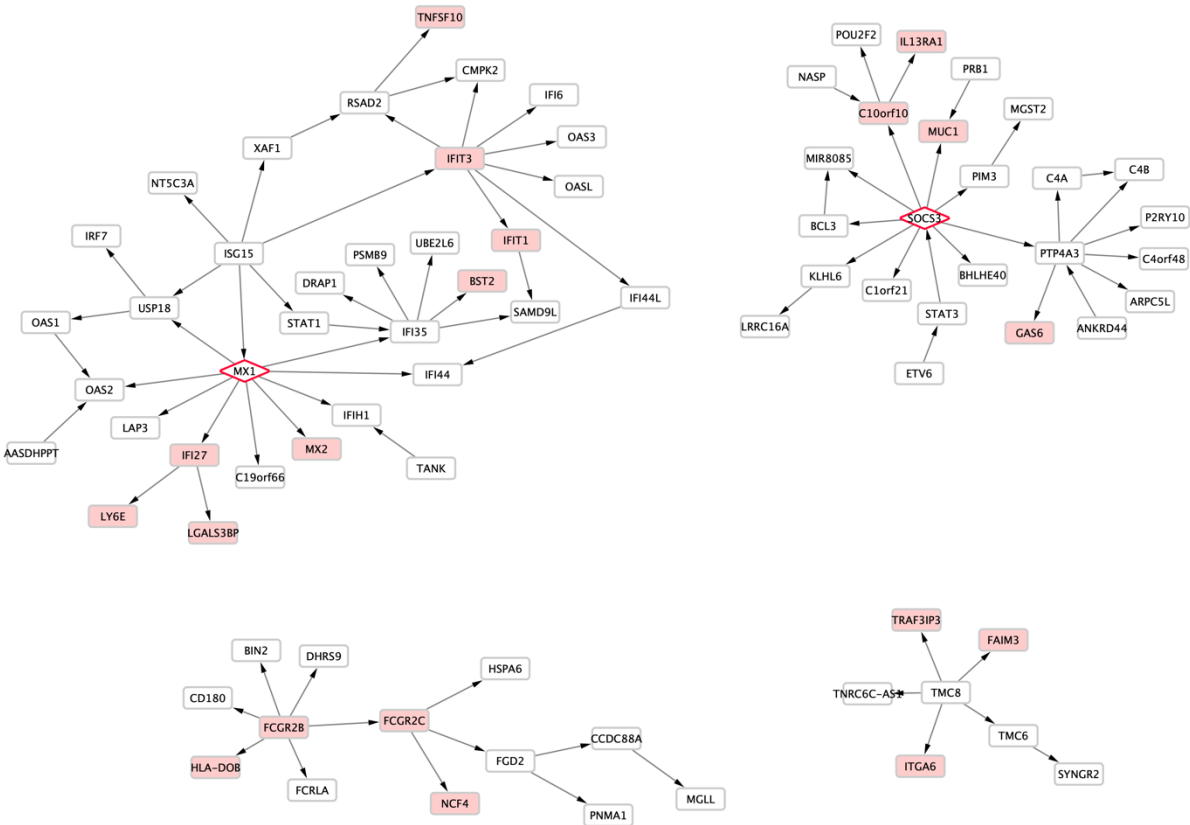 TNFSF10
CMPK2
RSAD2
IFI6
OAS3
XAF1
IFIT3
OASL
NT5C3A
IRF7
ISG15
UBE2L6
PSMB9
IFIT1
DRAP1
BST2
IFI44L
USP18
OAS1
STAT1
IFI35
SAMD9L
MX1
IFI44
OAS2
LAP3
IFIH1
AASDHPPT
IFI27
MX2
C19orf66
TANK
LY6E
LGALS3BP
POU2F2
IL13RA1
NASP
PRB1
C10orf10
MUC1
MGST2
MIR8085
PIM3
C4A
C4B
BCL3
SOCS3
P2RY10
PTP4A3
C4orf48
KLHL6
C1orf21
BHLHE40
ARPC5L
LRRC16A
STAT3
GAS6
ANKRD44
ETV6
BIN2
DHRS9
HSPA6
CD180
FCGR2B
FCGR2C
CCDC88A
HLA-DOB
FGD2
FCRLA
NCF4
MGLL
PNMA1
TRAF3IP3
FAIM3
TNRC6C-AS1
TMC8
TMC6
ITGA6
SYNGR2